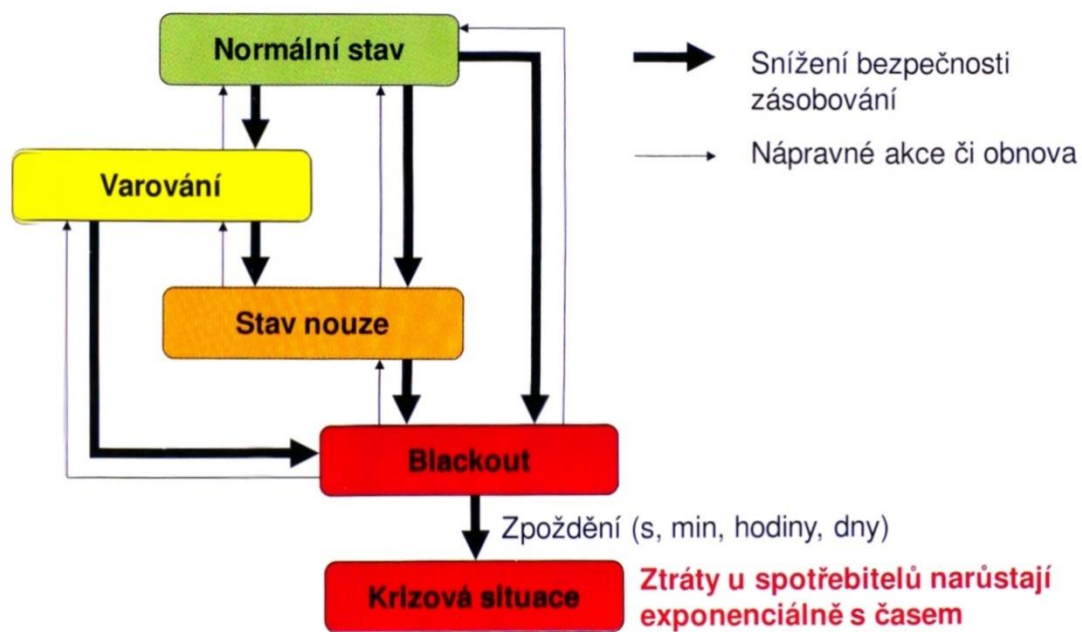 Normální stav
Snížení bezpečnosti
zásobování
Nápravné akce či obnova
Varování
Stav nouze
Blackout
Zpoždění (s, min, hodiny, dny)
Krizová situace
Ztráty u spotřebitelů narůstají
exponenciálně s časem